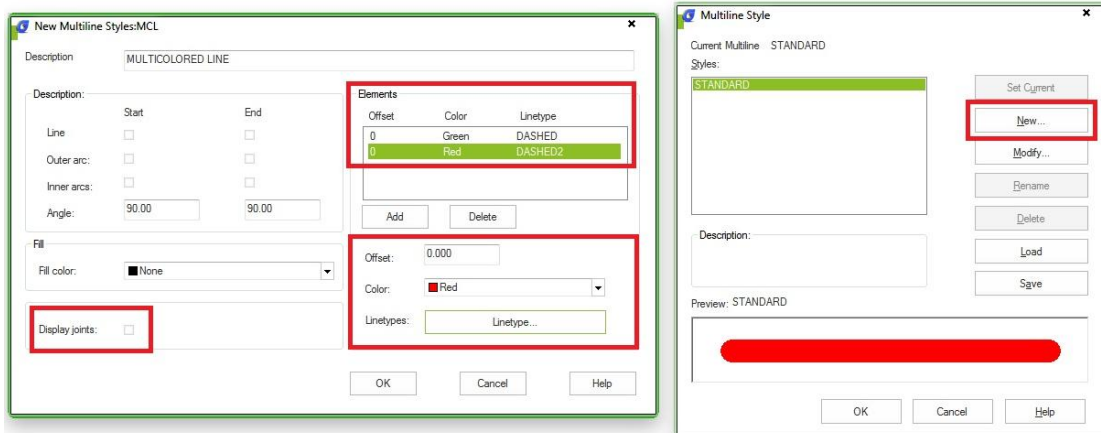 New Multiline Styles:MCL
Description MULTICOLORED LINE
Description:
Start End
Line
Outer arc:
Inner arcs:
Angle: 90.00 90.00
Fill
Fill color: None
Display joints:
Elements
Offset Color Linetype
0 Green DASHED
0 Red DASHED2
Add Delete
Offset: 0.000
Color: Red
Linetypes: Linetype...
OK Cancel Help
Multiline Style
Current Multiline STANDARD
Styles:
STANDARD
Set Current
New...
Modify...
Rename
Delete
Load
Save
Description:
Preview: STANDARD
OK Cancel Help